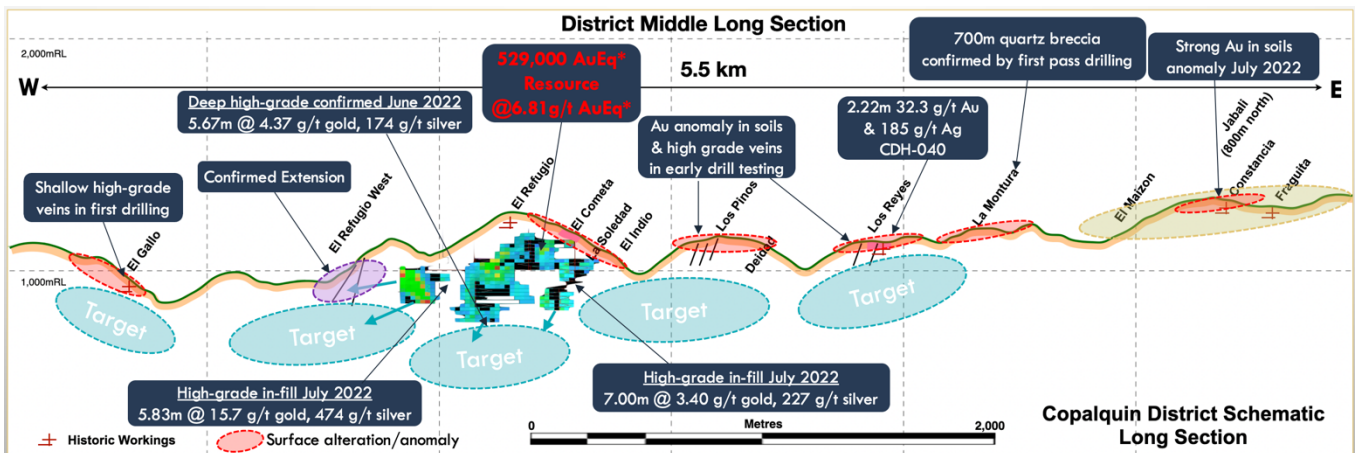 District Middle Long Section
2,000mRL
W
5.5 km
E
529,000 AuEq*
Resource
@6.81g/t AuEq*
700m quartz breccia
confirmed by first pass drilling
Strong Au in soils
anomaly July 2022
Deep high-grade confirmed June 2022
5.67m @ 4.37 g/t gold, 174 g/t silver
2.22m 32.3 g/t Au
& 185 g/t Ag
CDH-040
Au anomaly in soils
& high grade veins
in early drill testing
Shallow high-grade
veins in first drilling
Confirmed Extension
El Gallo
El Refugio West
El Refugio
El Cometa
La Soledad
El Indio
Los Pinos
Deidad
Los Reyes
La Montura
El Maizon
Jabali
(800m north)
Constancia
Fraguita
1,000mRL
Target
Target
Target
Target
Target
High-grade in-fill July 2022
5.83m @ 15.7 g/t gold, 474 g/t silver
High-grade in-fill July 2022
7.00m @ 3.40 g/t gold, 227 g/t silver
Historic Workings
Surface alteration/anomaly
0
Metres
2,000
Copalquin District Schematic
Long Section